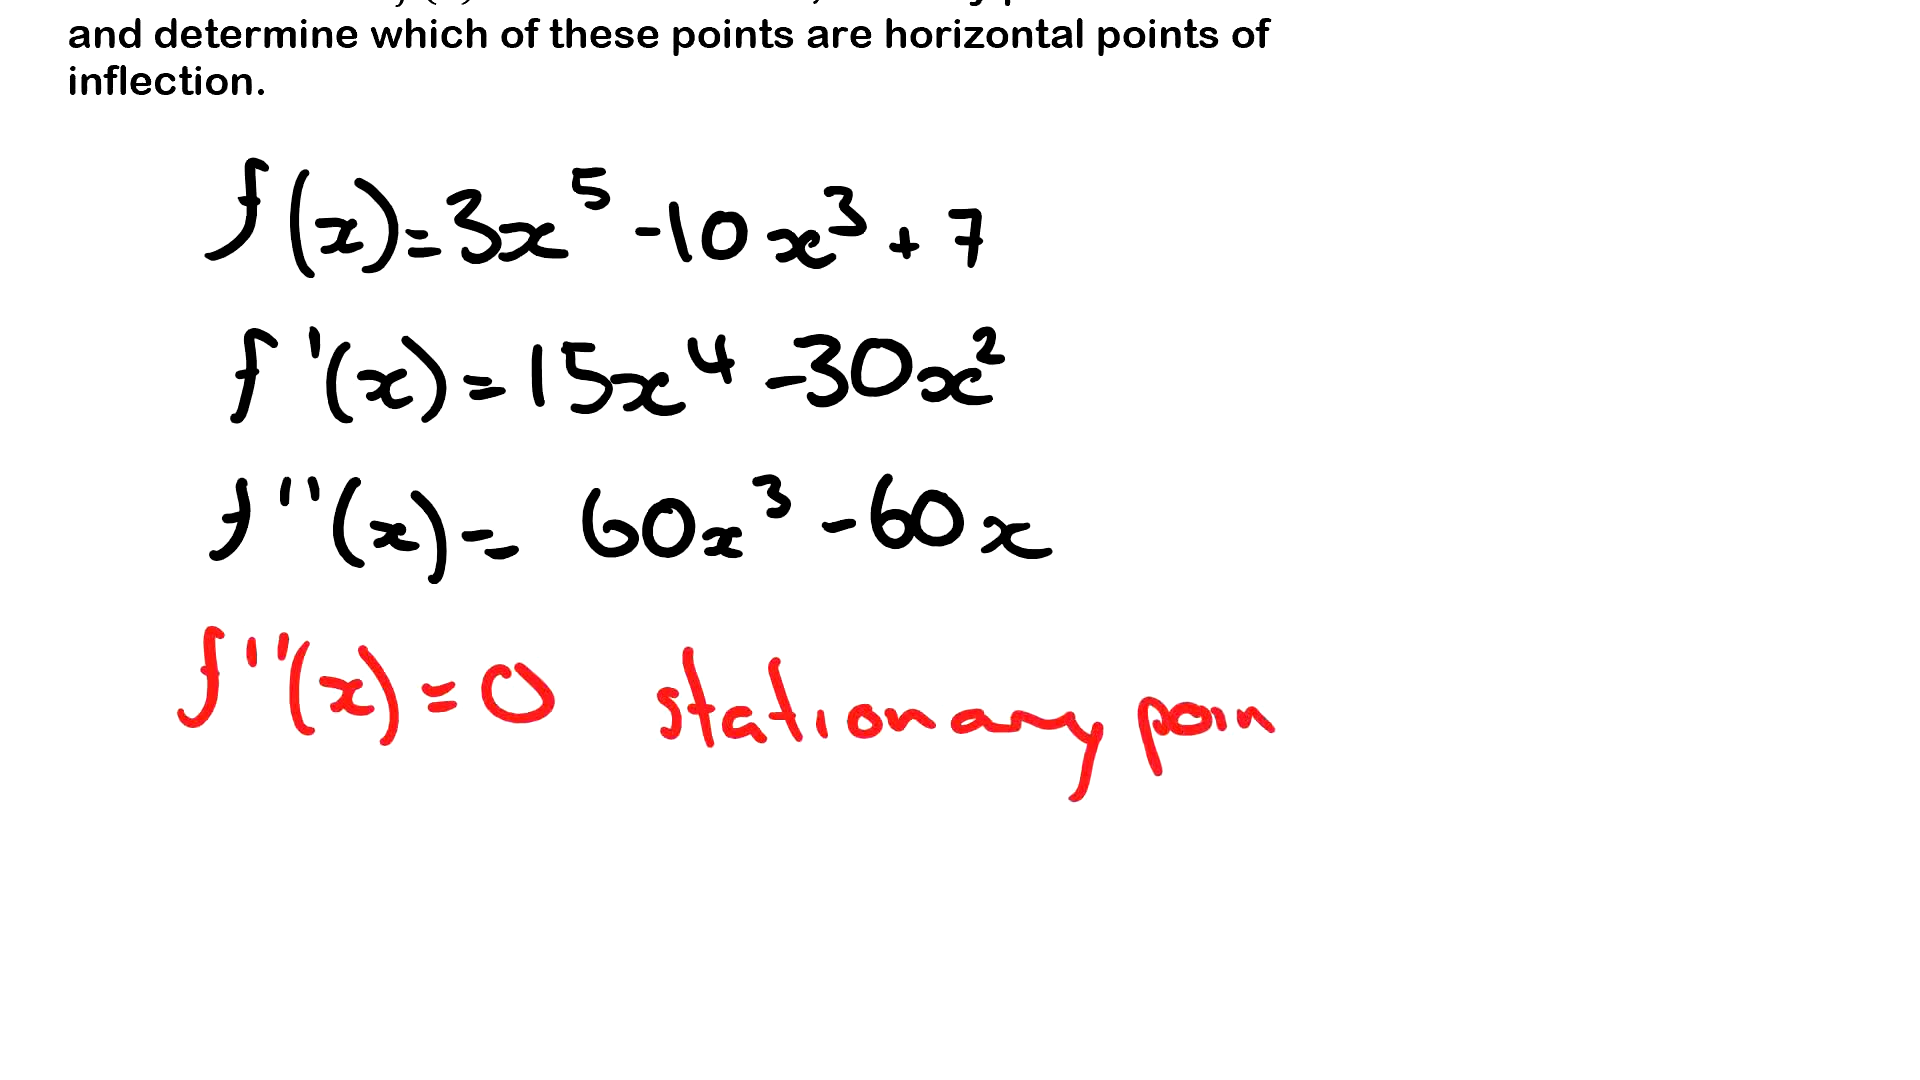 and determine which of these points are horizontal points of
inflection.
f(x)=3x⁵-10x³+7
f'(x)=15x⁴-30x²
f''(x)= 60x³-60x
f''(x)=0 stationary poin